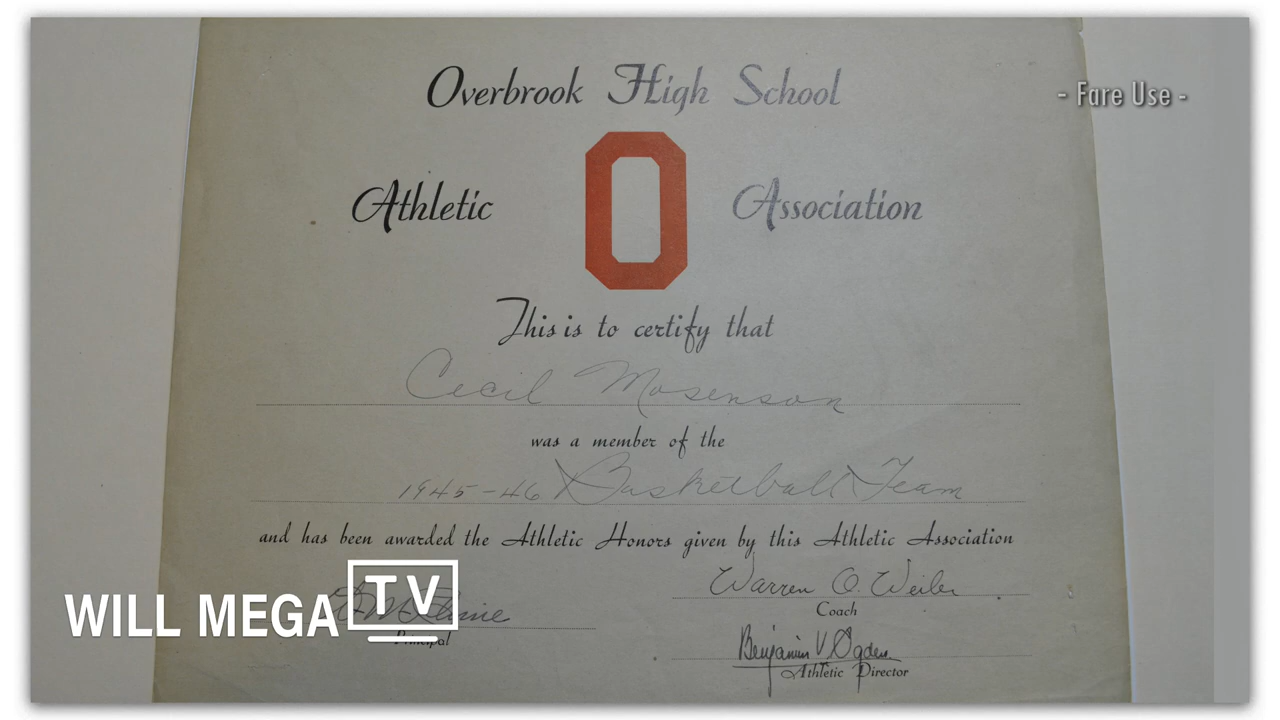 Overbrook High School
- Fare Use -
Athletic O Association
This is to certify that
Cecil Mosenson
was a member of the
1945-46 Basketball Team
and has been awarded the Athletic Honors given by this Athletic Association
WILL MEGA TV
Principal
Warren O. Weiler
Coach
Benjamin V. Ogden
Athletic Director